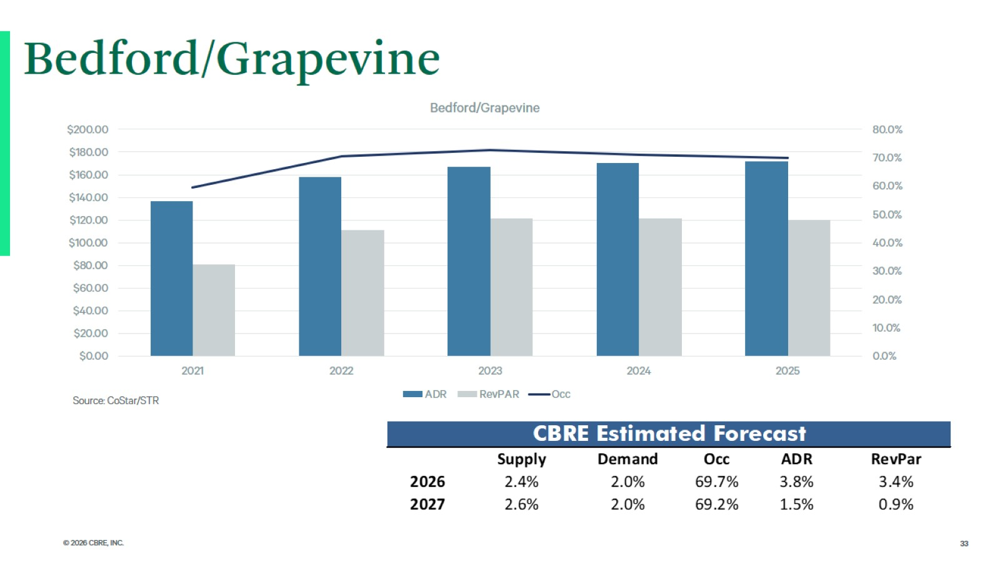 Bedford/Grapevine
Bedford/Grapevine
$200.00 80.0%
$180.00 70.0%
$160.00 60.0%
$140.00 50.0%
$120.00 40.0%
$100.00 30.0%
$80.00 20.0%
$60.00 10.0%
$40.00 0.0%
$20.00
$0.00
2021 2022 2023 2024 2025
ADR RevPAR Occ
Source: CoStar/STR
CBRE Estimated Forecast
Supply Demand Occ ADR RevPar
2026 2.4% 2.0% 69.7% 3.8% 3.4%
2027 2.6% 2.0% 69.2% 1.5% 0.9%
© 2026 CBRE, INC.
33